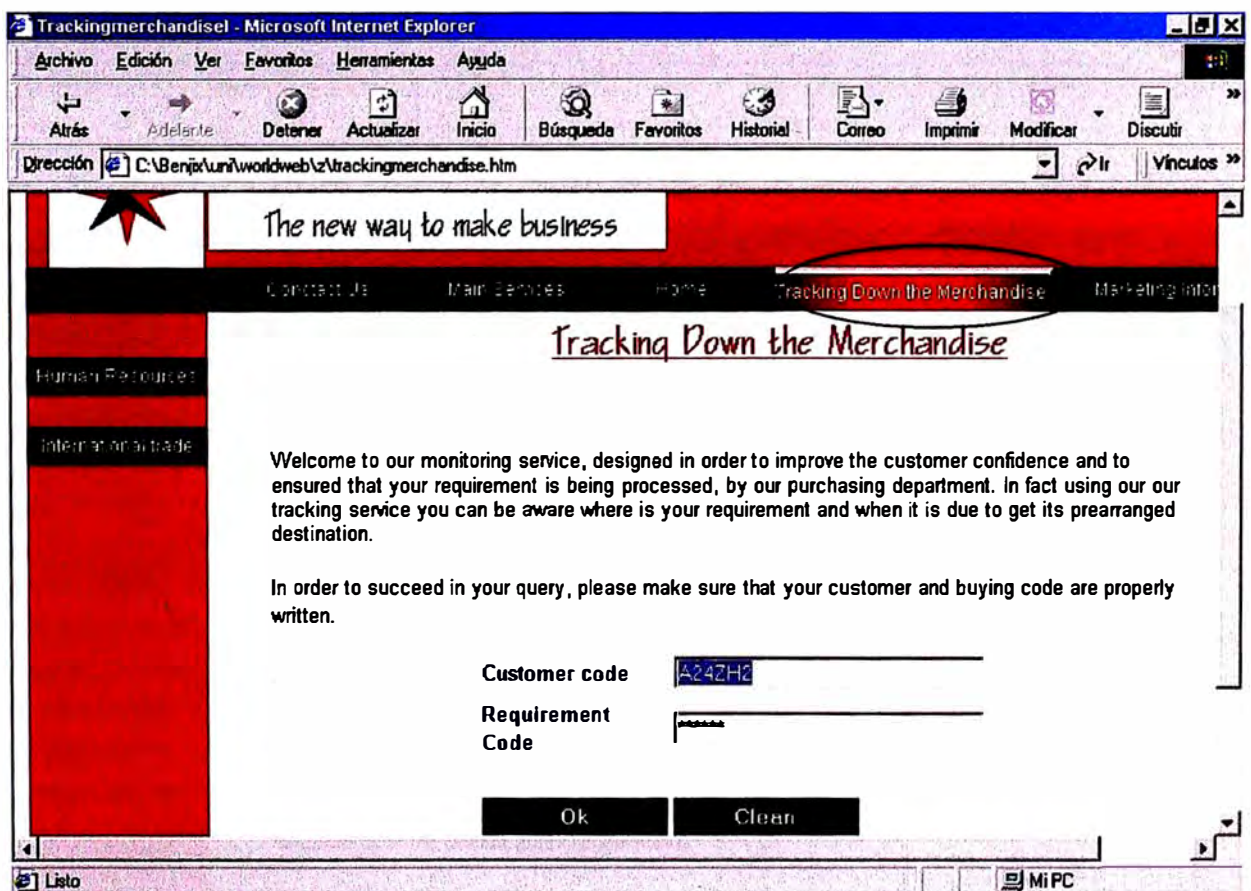 Trackingmerchandisel - Microsoft Internet Explorer
Archivo Edición Ver Favoritos Herramientas Ayuda
Atrás Adelante Detener Actualizar Inicio Búsqueda Favoritos Historial Correo Imprimir Modificar Discutir
Dirección C:\Benjix\uni\worldweb\z\trackingmerchandise.htm Ir Vínculos
The new way to make business
Conctact Us Main Services Home Tracking Down the Merchandise Marketing Infor
Tracking Down the Merchandise
Human Resources
International trade
Welcome to our monitoring service, designed in order to improve the customer confidence and to
ensured that your requirement is being processed, by our purchasing department. In fact using our our
tracking service you can be aware where is your requirement and when it is due to get its prearranged
destination.
In order to succeed in your query, please make sure that your customer and buying code are properly
written.
Customer code A24ZH2
Requirement
Code ******
Ok Clean
Listo Mi PC